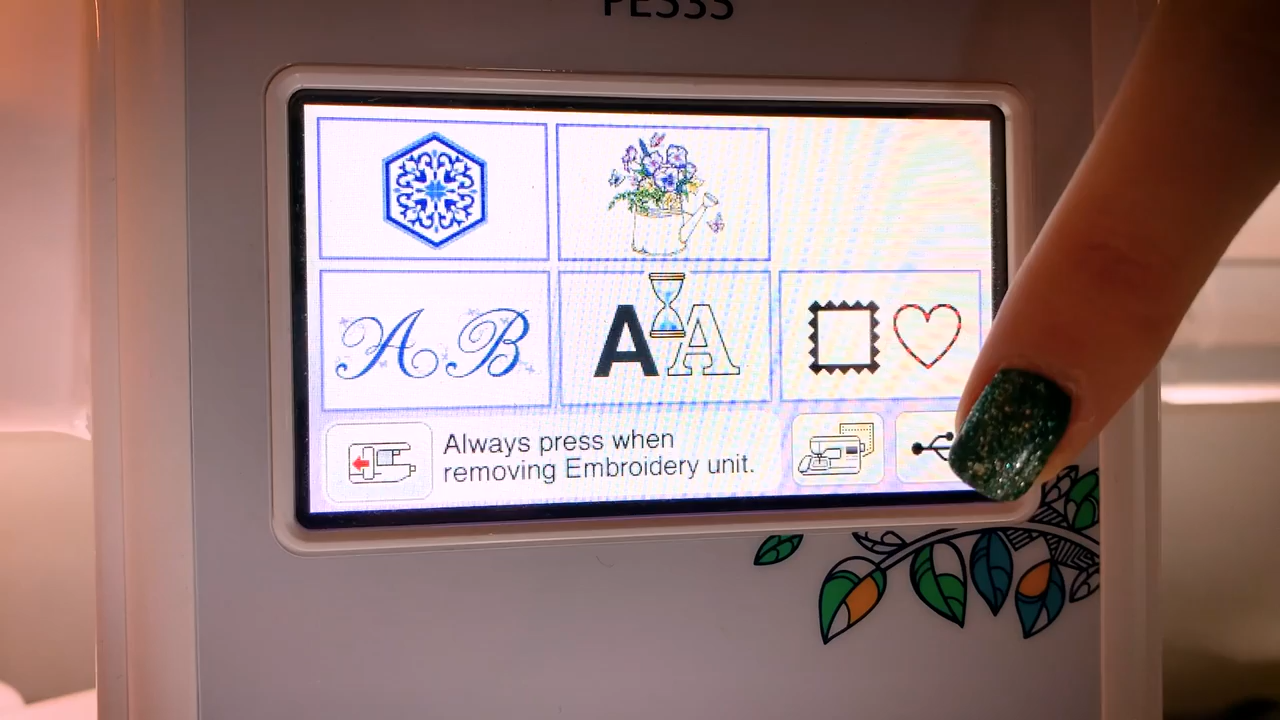 PE535
A B
A A
Always press when
removing Embroidery unit.